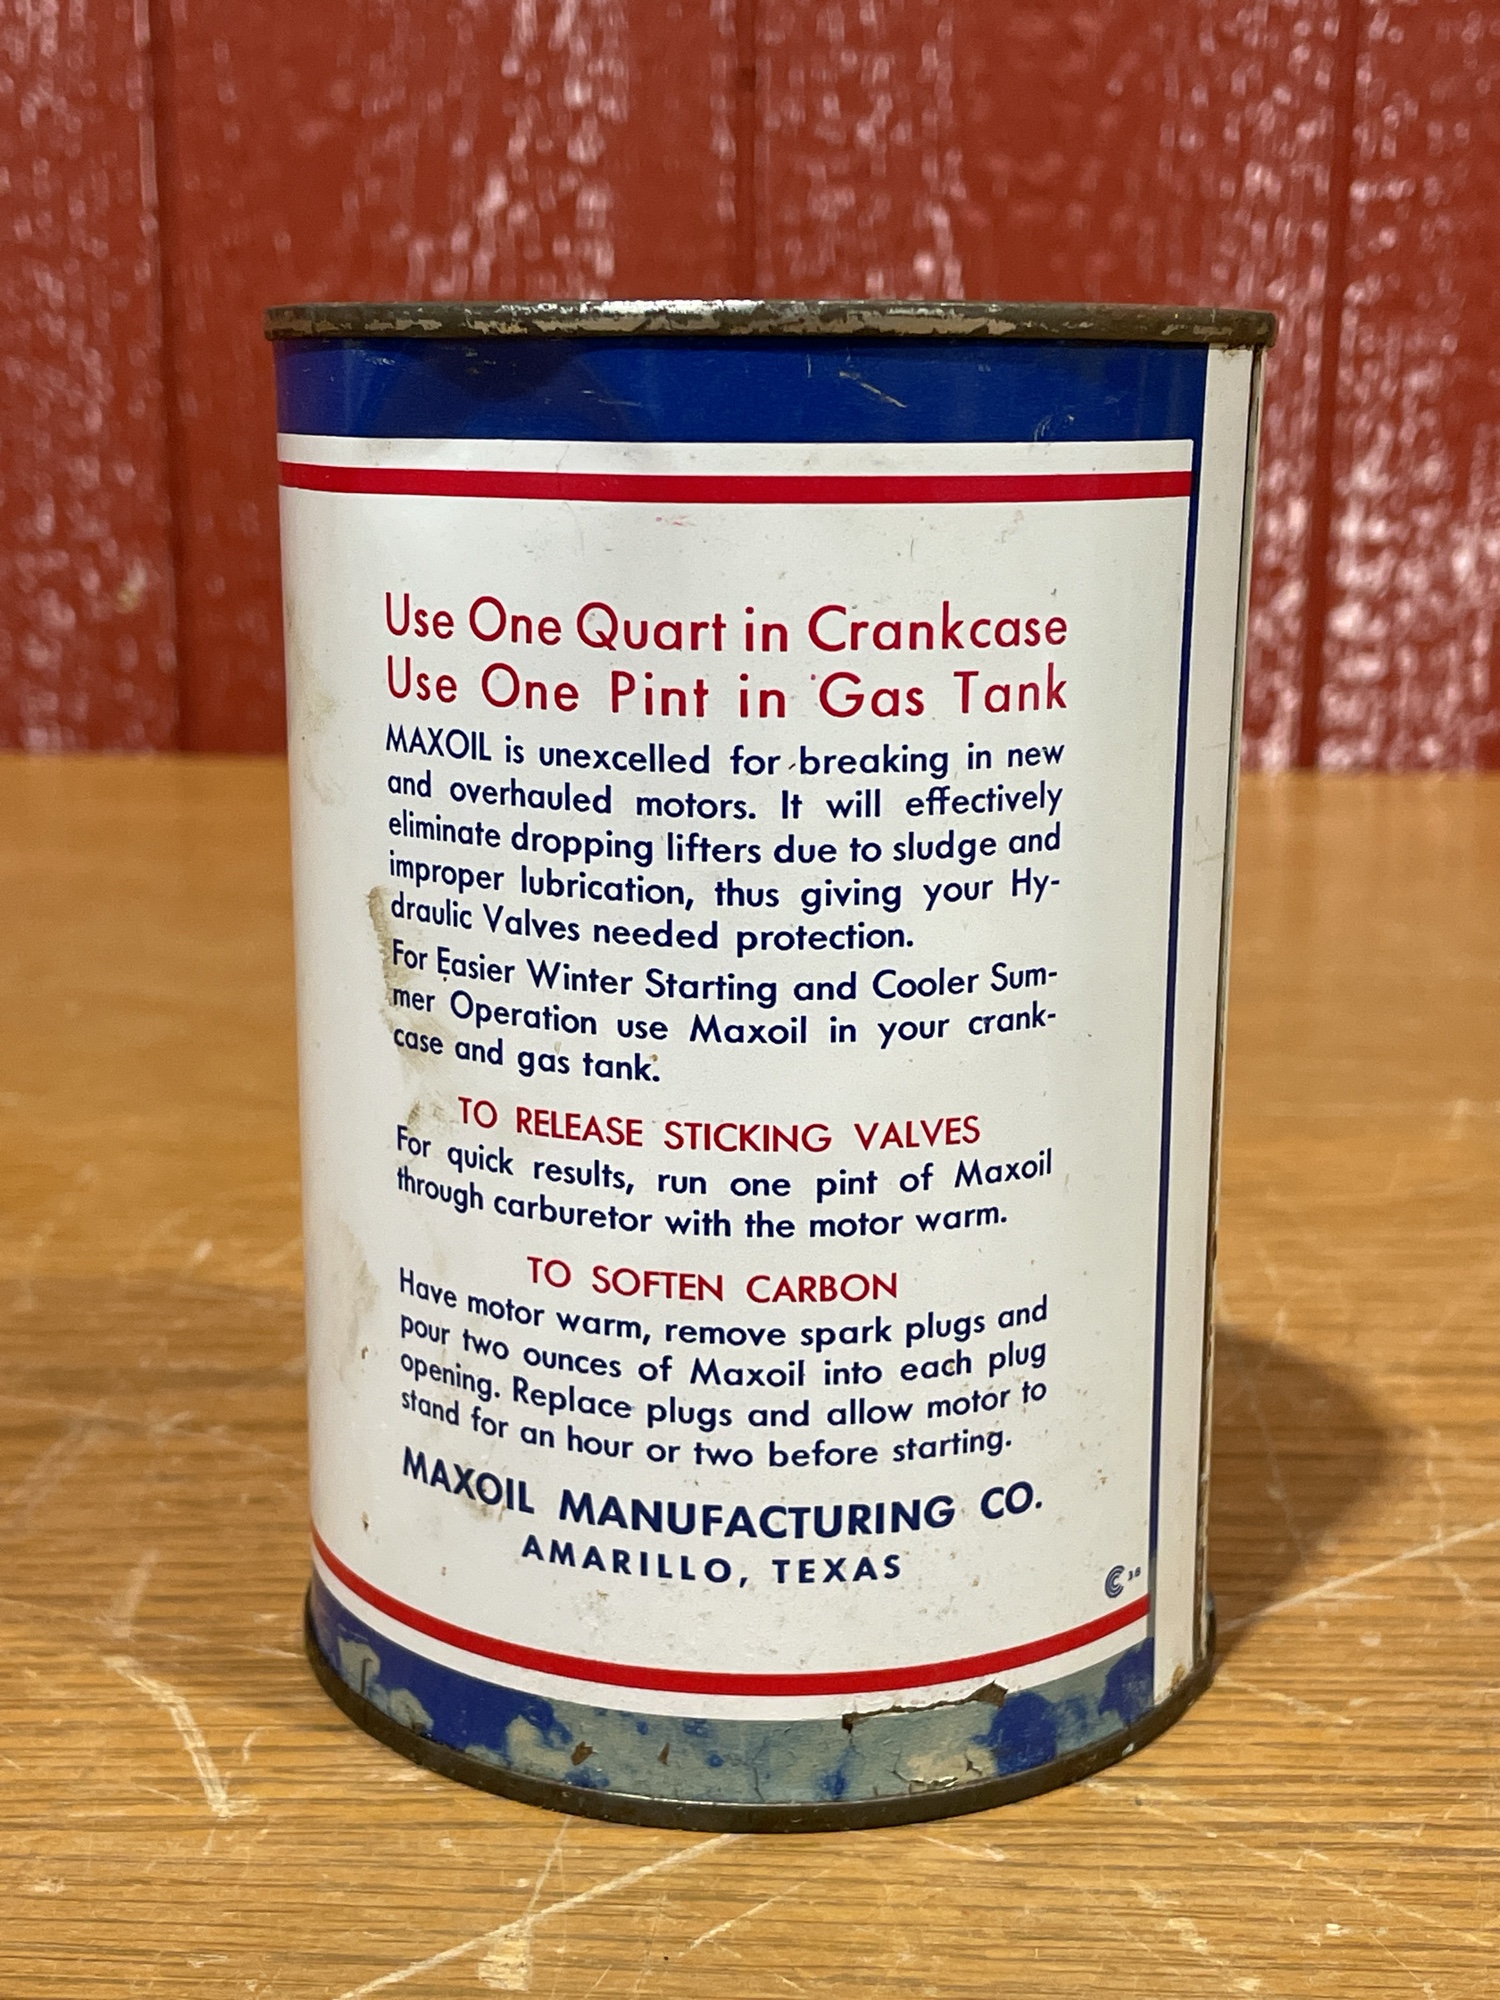 Use One Quart in Crankcase
Use One Pint in Gas Tank
MAXOIL is unexcelled for breaking in new
and overhauled motors. It will effectively
eliminate dropping lifters due to sludge and
improper lubrication, thus giving your Hy-
draulic Valves needed protection.
For Easier Winter Starting and Cooler Sum-
mer Operation use Maxoil in your crank-
case and gas tank.
TO RELEASE STICKING VALVES
For quick results, run one pint of Maxoil
through carburetor with the motor warm.
TO SOFTEN CARBON
Have motor warm, remove spark plugs and
pour two ounces of Maxoil into each plug
opening. Replace plugs and allow motor to
stand for an hour or two before starting.
MAXOIL MANUFACTURING CO.
AMARILLO, TEXAS